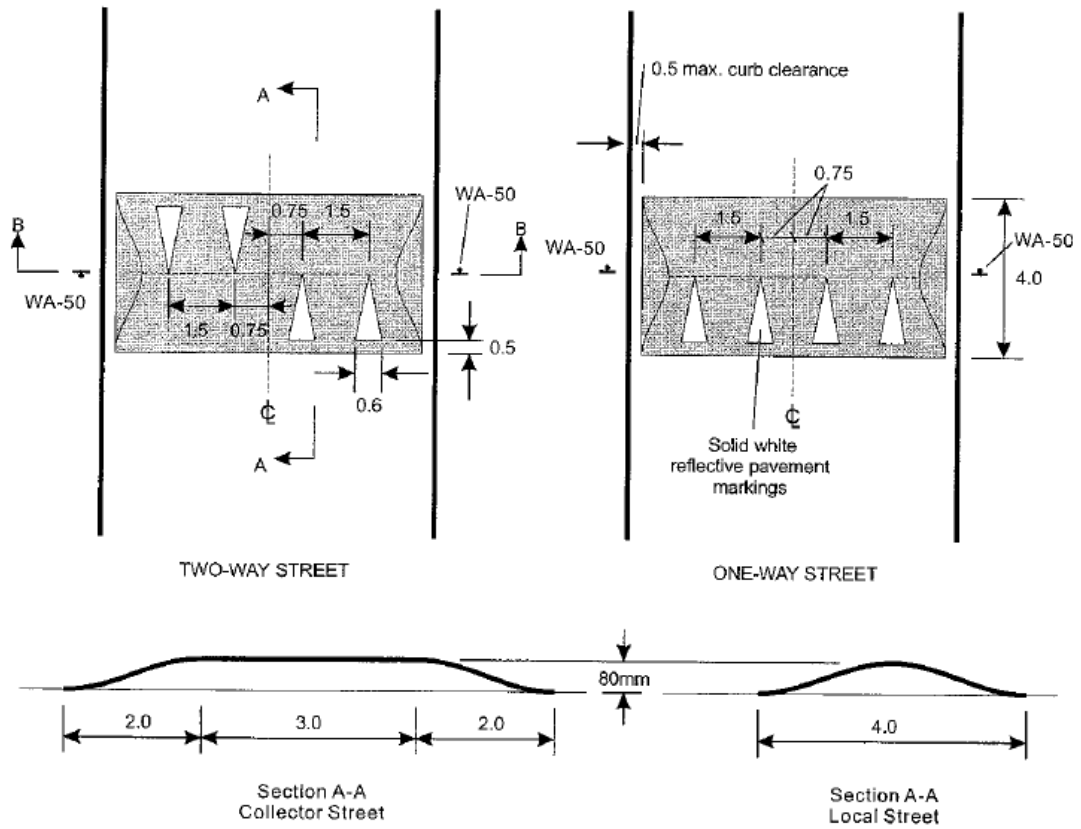 A
0.5 max. curb clearance
B
0.75
1.5
WA-50
B
WA-50
1.5
0.75
0.5
0.6
℄
A
TWO-WAY STREET
0.75
1.5
1.5
WA-50
WA-50
4.0
℄
Solid white
reflective pavement
markings
ONE-WAY STREET
80mm
2.0
3.0
2.0
4.0
Section A-A
Collector Street
Section A-A
Local Street